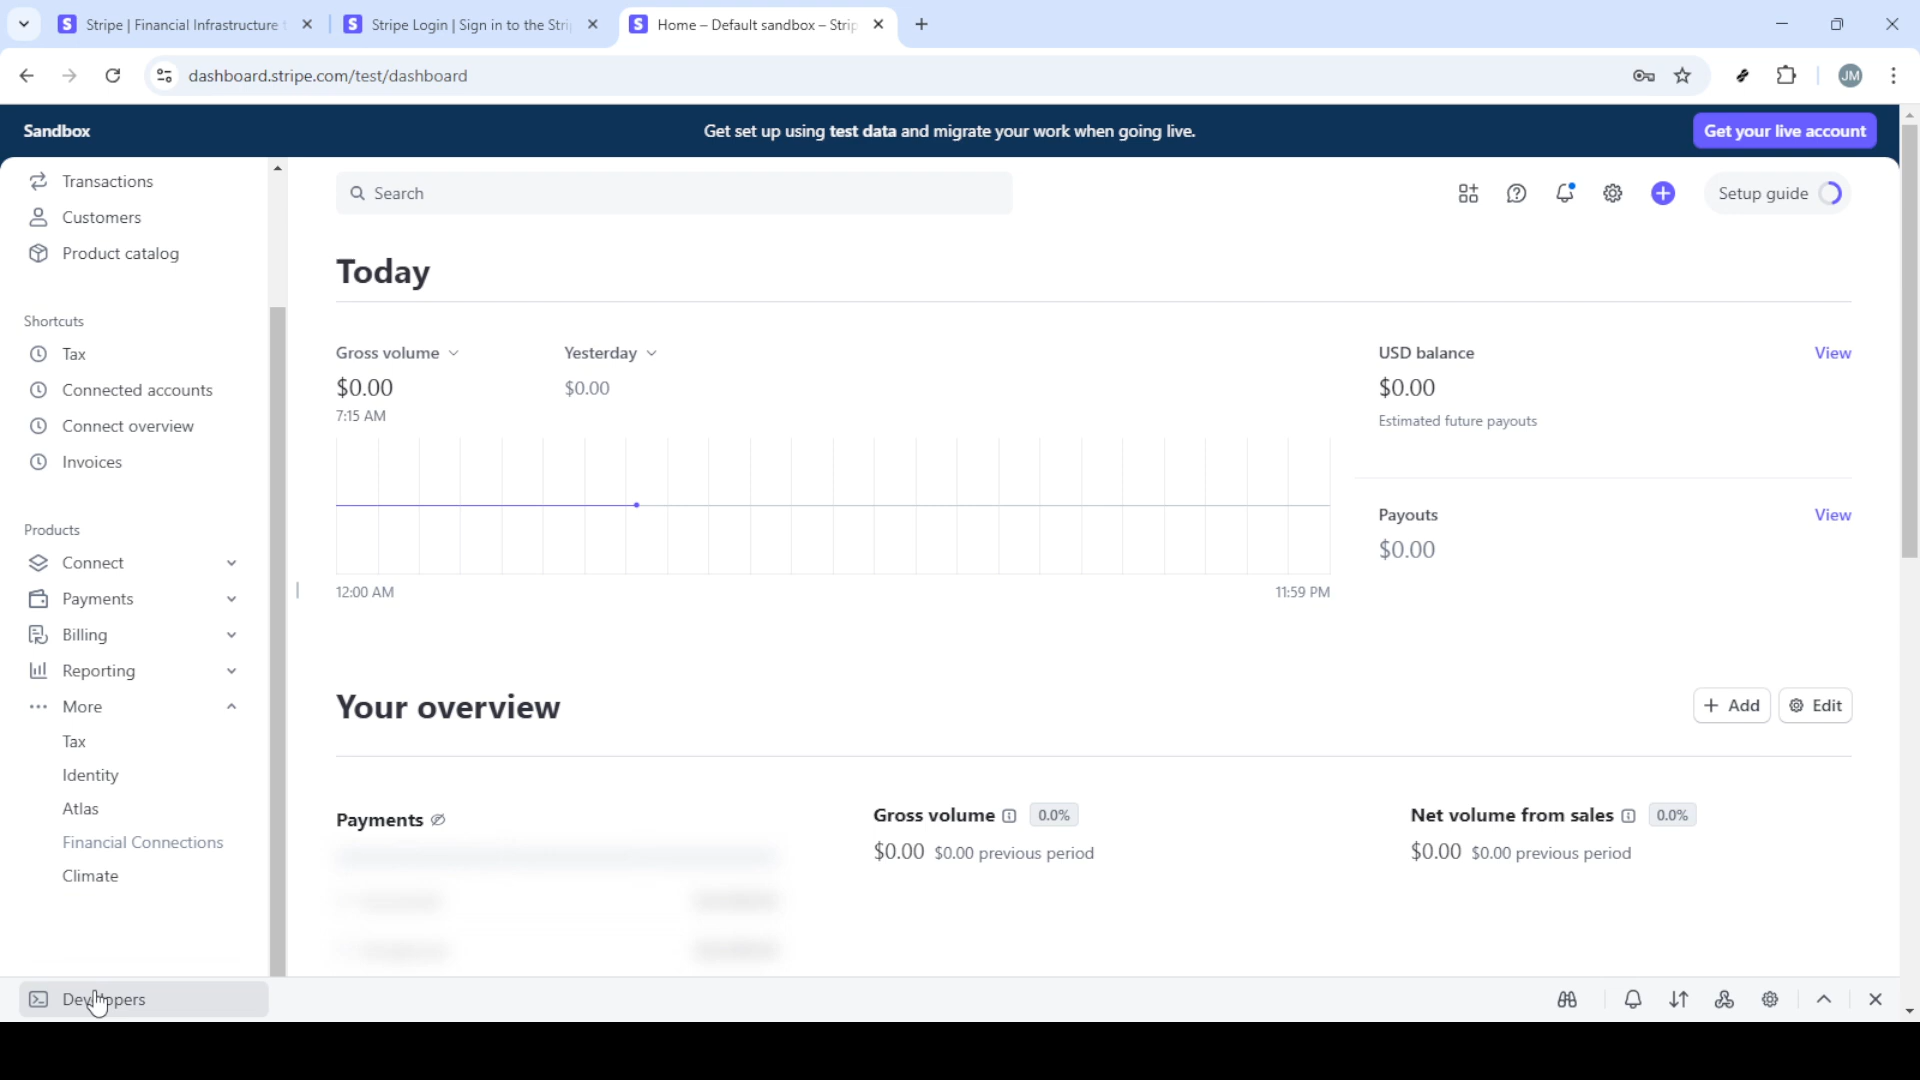 Stripe | Financial Infrastructure t
Stripe Login | Sign in to the Stri
Home – Default sandbox – Strip
dashboard.stripe.com/test/dashboard
JM
Sandbox
Get set up using test data and migrate your work when going live.
Get your live account
Transactions
Customers
Product catalog
Shortcuts
Tax
Connected accounts
Connect overview
Invoices
Products
Connect
Payments
Billing
Reporting
More
Tax
Identity
Atlas
Financial Connections
Climate
Developers
Search
Setup guide
Today
Gross volume
$0.00
7:15 AM
Yesterday
$0.00
12:00 AM
11:59 PM
USD balance
View
$0.00
Estimated future payouts
Payouts
View
$0.00
Your overview
Add
Edit
Payments
Gross volume 0.0%
$0.00 $0.00 previous period
Net volume from sales 0.0%
$0.00 $0.00 previous period